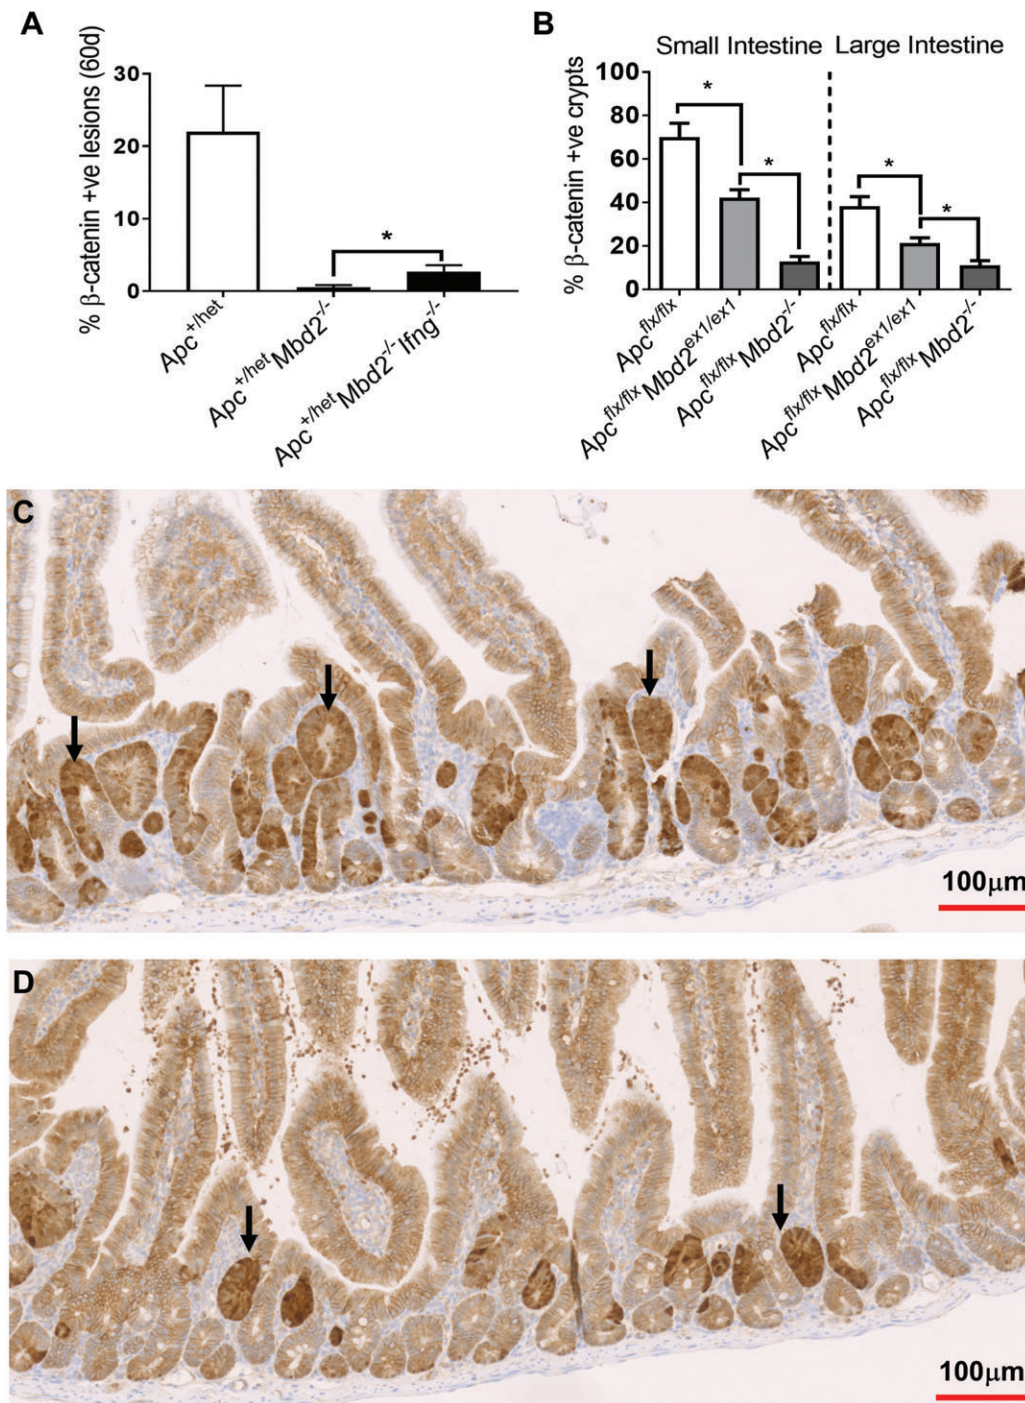 A
% β-catenin +ve lesions (60d)
30
20
10
0
*
Apc+/het
Apc+/hetMbd2-/-
Apc+/hetMbd2-/-Ifng-/-
B
Small Intestine
Large Intestine
% β-catenin +ve crypts
100
80
60
40
20
0
*
*
*
*
Apcflx/flx
Apcflx/flxMbd2ex1/ex1
Apcflx/flxMbd2-/-
Apcflx/flx
Apcflx/flxMbd2ex1/ex1
Apcflx/flxMbd2-/-
C
100µm
D
100µm